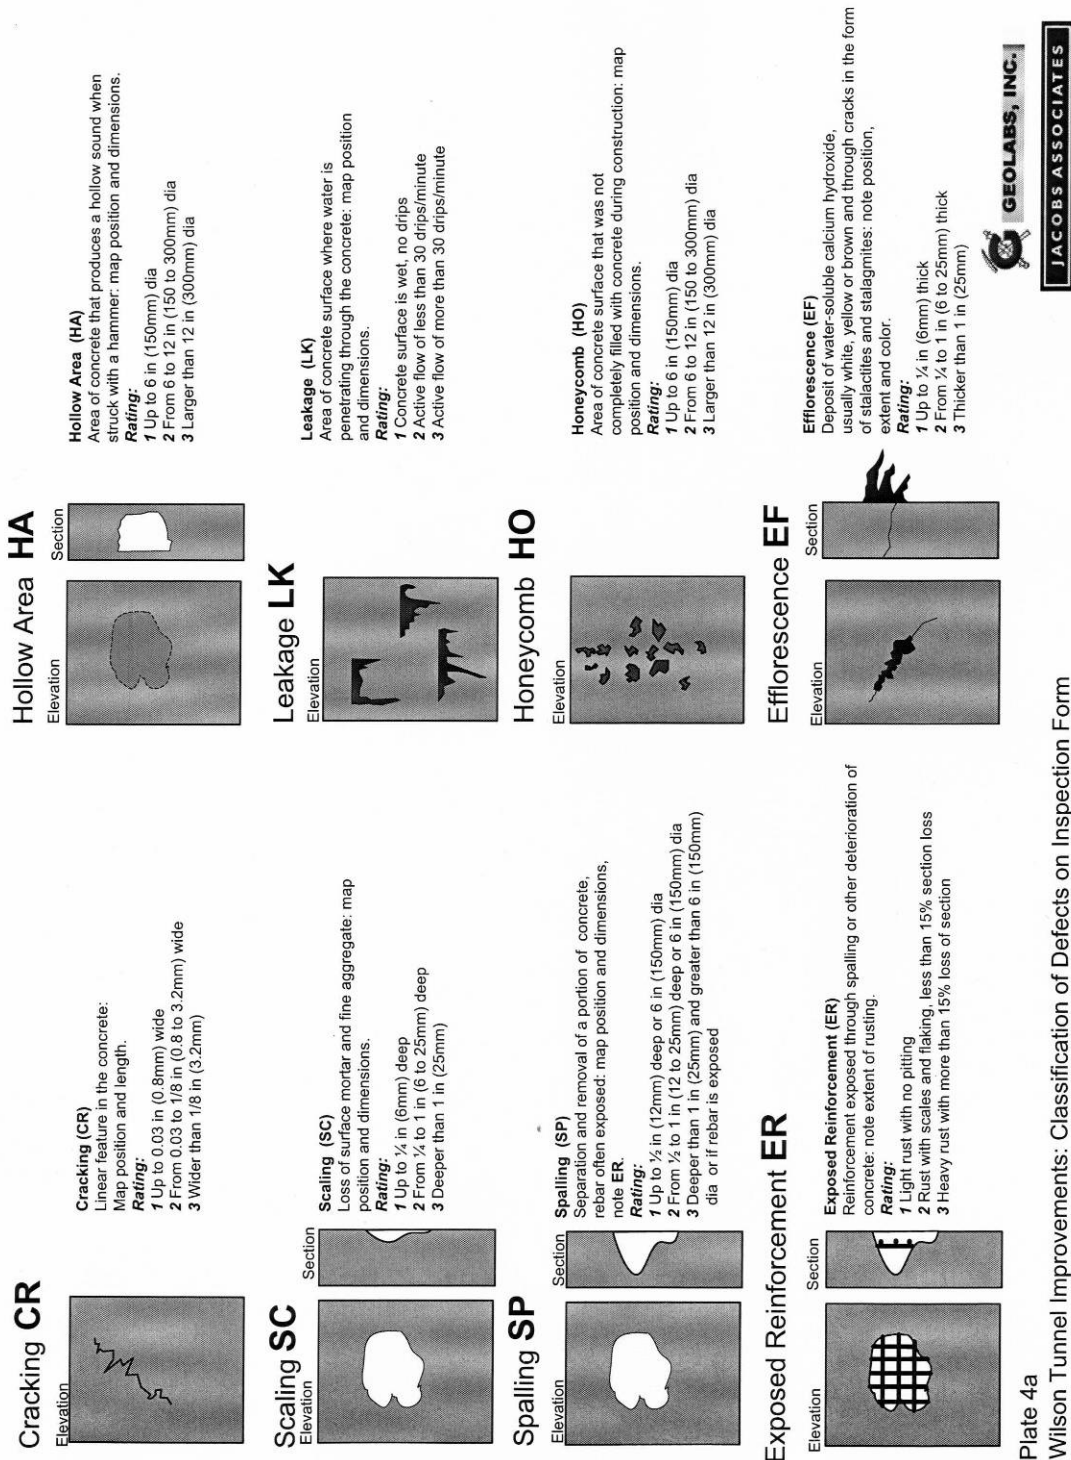 Cracking CR
Elevation
Cracking (CR)
Linear feature in the concrete:
Map position and length.
Rating:
1 Up to 0.03 in (0.8mm) wide
2 From 0.03 to 1/8 in (0.8 to 3.2mm) wide
3 Wider than 1/8 in (3.2mm)
Scaling SC
Elevation
Section
Scaling (SC)
Loss of surface mortar and fine aggregate: map
position and dimensions.
Rating:
1 Up to ¼ in (6mm) deep
2 From ¼ to 1 in (6 to 25mm) deep
3 Deeper than 1 in (25mm)
Spalling SP
Elevation
Section
Spalling (SP)
Separation and removal of a portion of concrete,
rebar often exposed: map position and dimensions,
note ER.
Rating:
1 Up to ½ in (12mm) deep or 6 in (150mm) dia
2 From ½ to 1 in (12 to 25mm) deep or 6 in (150mm) dia
3 Deeper than 1 in (25mm) and greater than 6 in (150mm)
dia or if rebar is exposed
Exposed Reinforcement ER
Elevation
Section
Exposed Reinforcement (ER)
Reinforcement exposed through spalling or other deterioration of
concrete: note extent of rusting.
Rating:
1 Light rust with no pitting
2 Rust with scales and flaking, less than 15% section loss
3 Heavy rust with more than 15% loss of section
Hollow Area HA
Elevation
Section
Hollow Area (HA)
Area of concrete that produces a hollow sound when
struck with a hammer: map position and dimensions.
Rating:
1 Up to 6 in (150mm) dia
2 From 6 to 12 in (150 to 300mm) dia
3 Larger than 12 in (300mm) dia
Leakage LK
Elevation
Leakage (LK)
Area of concrete surface where water is
penetrating through the concrete: map position
and dimensions.
Rating:
1 Concrete surface is wet, no drips
2 Active flow of less than 30 drips/minute
3 Active flow of more than 30 drips/minute
Honeycomb HO
Elevation
Honeycomb (HO)
Area of concrete surface that was not
completely filled with concrete during construction: map
position and dimensions.
Rating:
1 Up to 6 in (150mm) dia
2 From 6 to 12 in (150 to 300mm) dia
3 Larger than 12 in (300mm) dia
Efflorescence EF
Elevation
Section
Efflorescence (EF)
Deposit of water-soluble calcium hydroxide,
usually white, yellow or brown and through cracks in the form
of stalactites and stalagmites: note position,
extent and color.
Rating:
1 Up to ¼ in (6mm) thick
2 From ¼ to 1 in (6 to 25mm) thick
3 Thicker than 1 in (25mm)
Plate 4a
Wilson Tunnel Improvements: Classification of Defects on Inspection Form
G GEOLABS, INC.
JACOBS ASSOCIATES